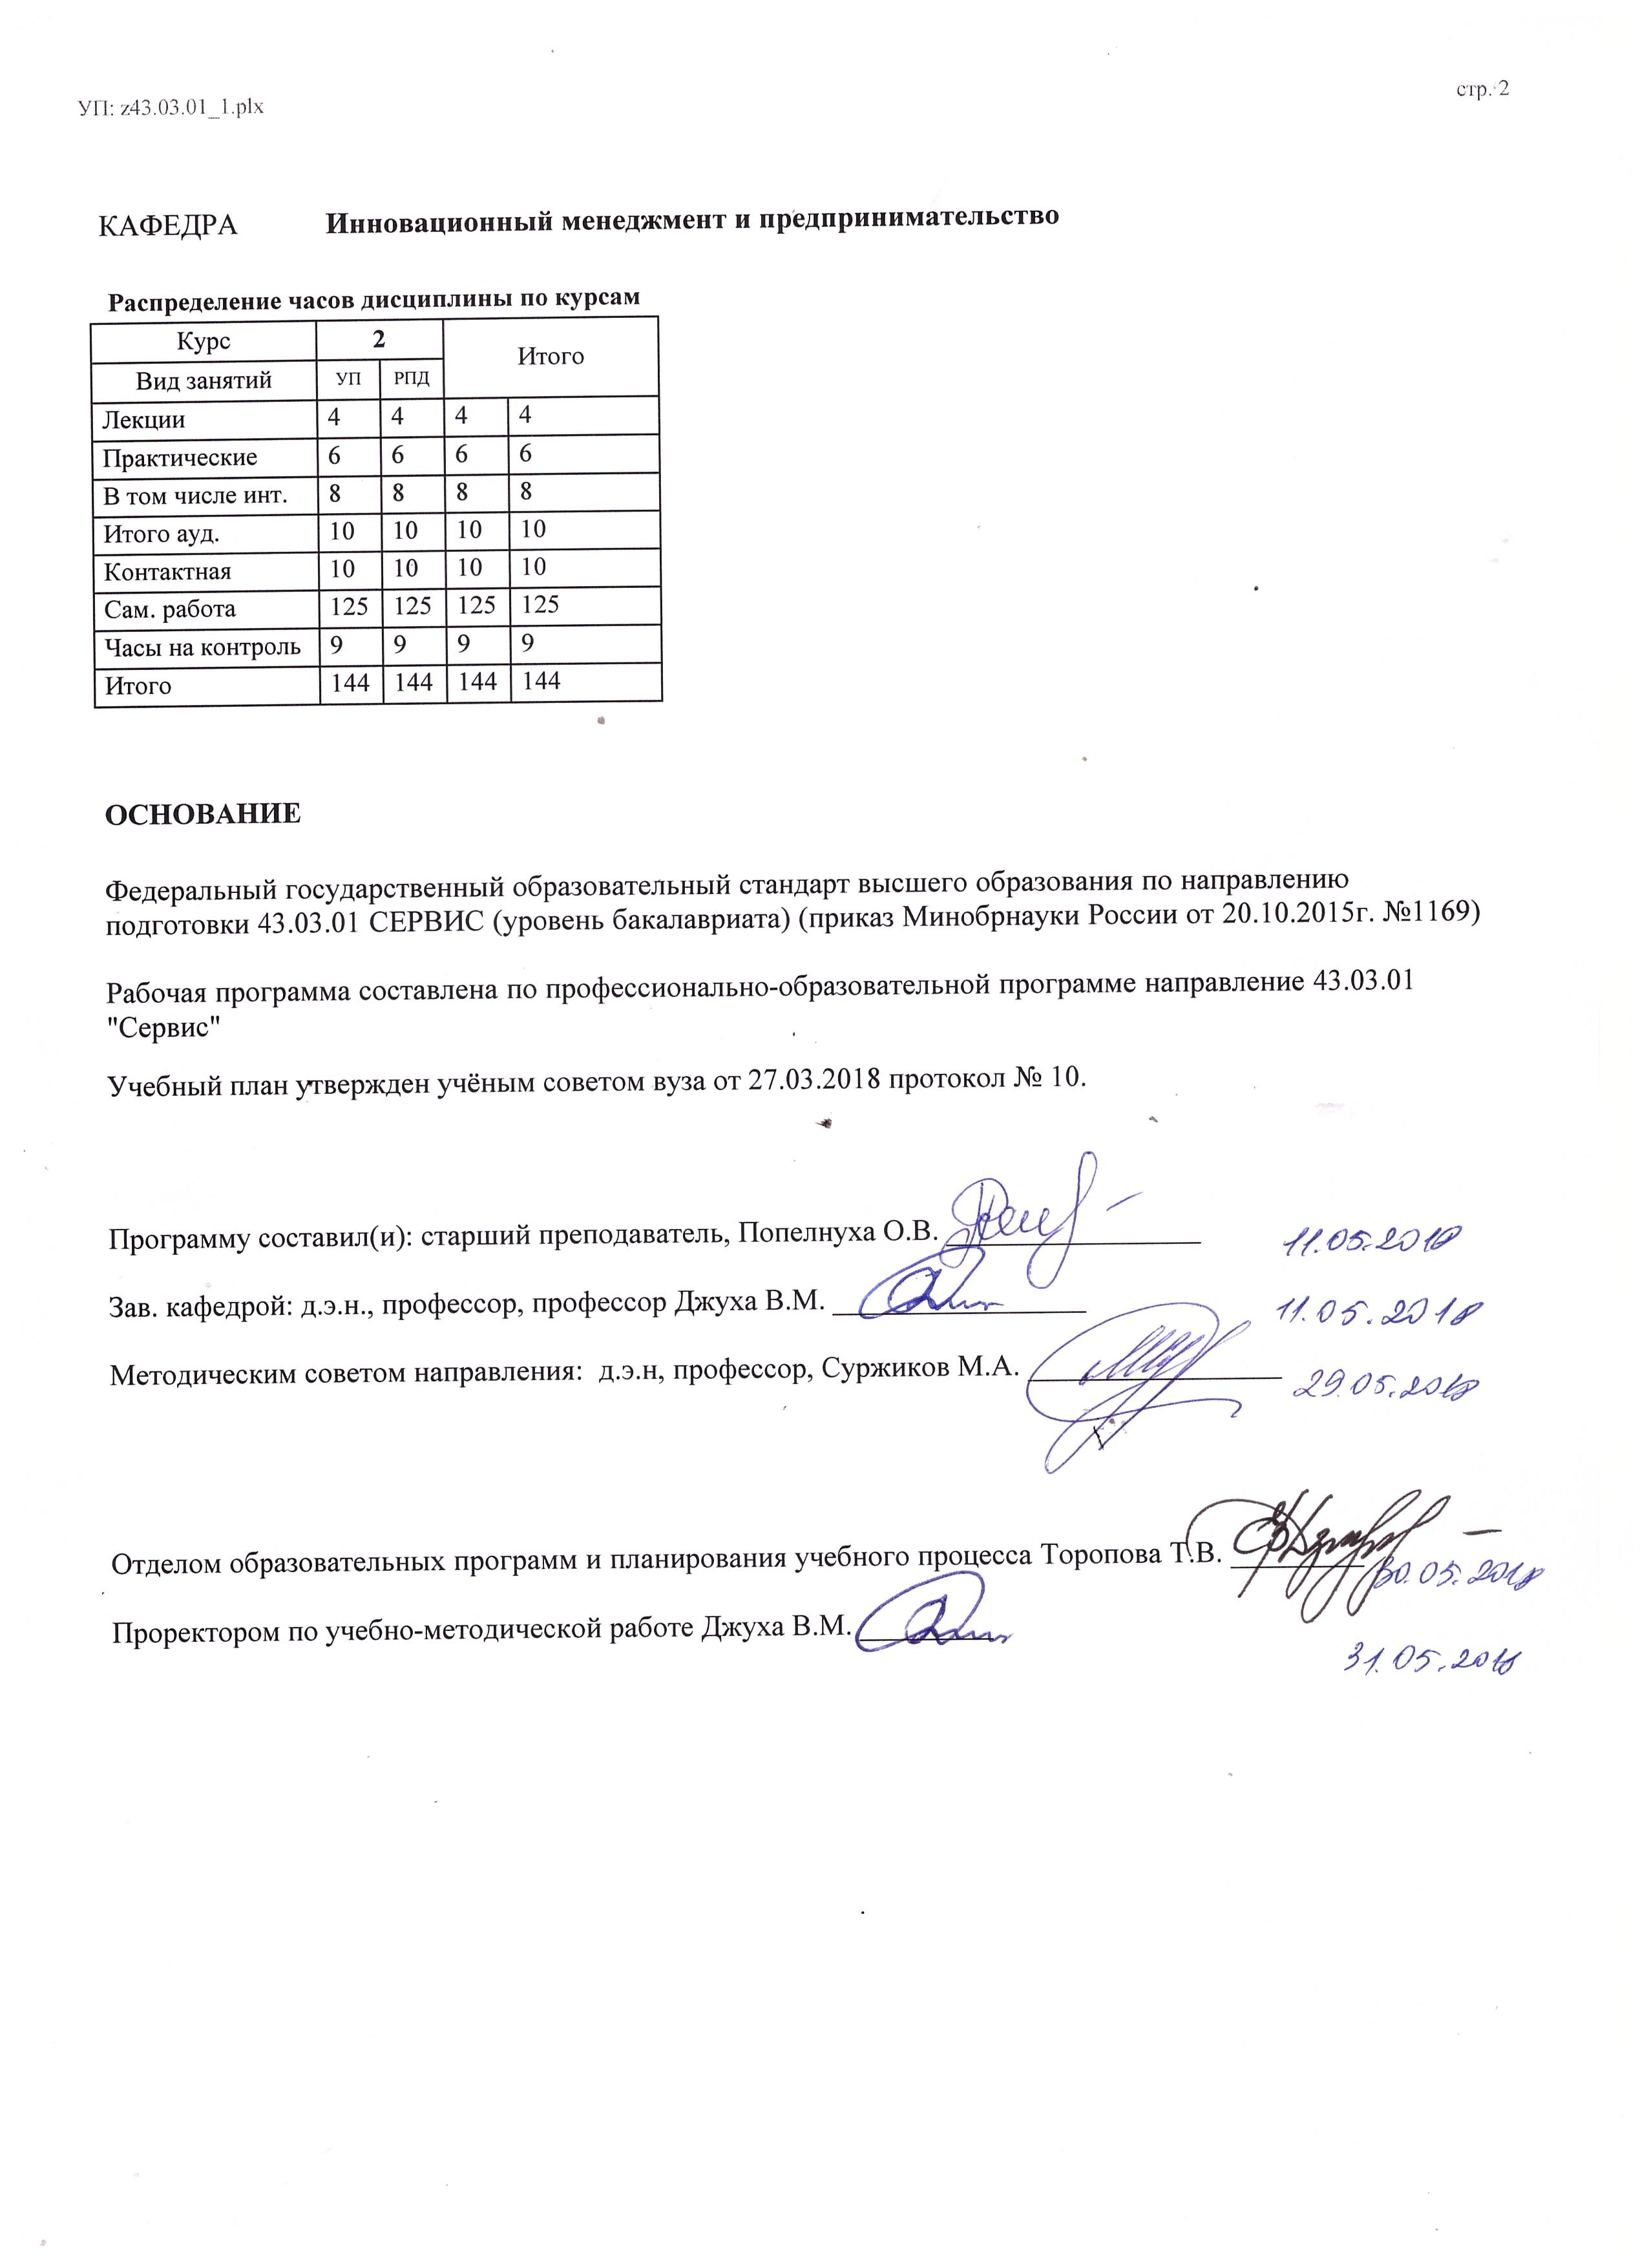 УП: z43.03.01_1.plx
стр. 2
КАФЕДРА Инновационный менеджмент и предпринимательство
Распределение часов дисциплины по курсам
Курс 2 Итого
Вид занятий УП РПД
Лекции 4 4 4 4
Практические 6 6 6 6
В том числе инт. 8 8 8 8
Итого ауд. 10 10 10 10
Контактная 10 10 10 10
Сам. работа 125 125 125 125
Часы на контроль 9 9 9 9
Итого 144 144 144 144
ОСНОВАНИЕ
Федеральный государственный образовательный стандарт высшего образования по направлению
подготовки 43.03.01 СЕРВИС (уровень бакалавриата) (приказ Минобрнауки России от 20.10.2015г. №1169)
Рабочая программа составлена по профессионально-образовательной программе направление 43.03.01
"Сервис"
Учебный план утвержден учёным советом вуза от 27.03.2018 протокол № 10.
Программу составил(и): старший преподаватель, Попелнуха О.В. 11.05.2018
Зав. кафедрой: д.э.н., профессор, профессор Джуха В.М. 11.05.2018
Методическим советом направления: д.э.н, профессор, Суржиков М.А. 29.05.2018
Отделом образовательных программ и планирования учебного процесса Торопова Т.В. 30.05.2018
Проректором по учебно-методической работе Джуха В.М.
31.05.2018